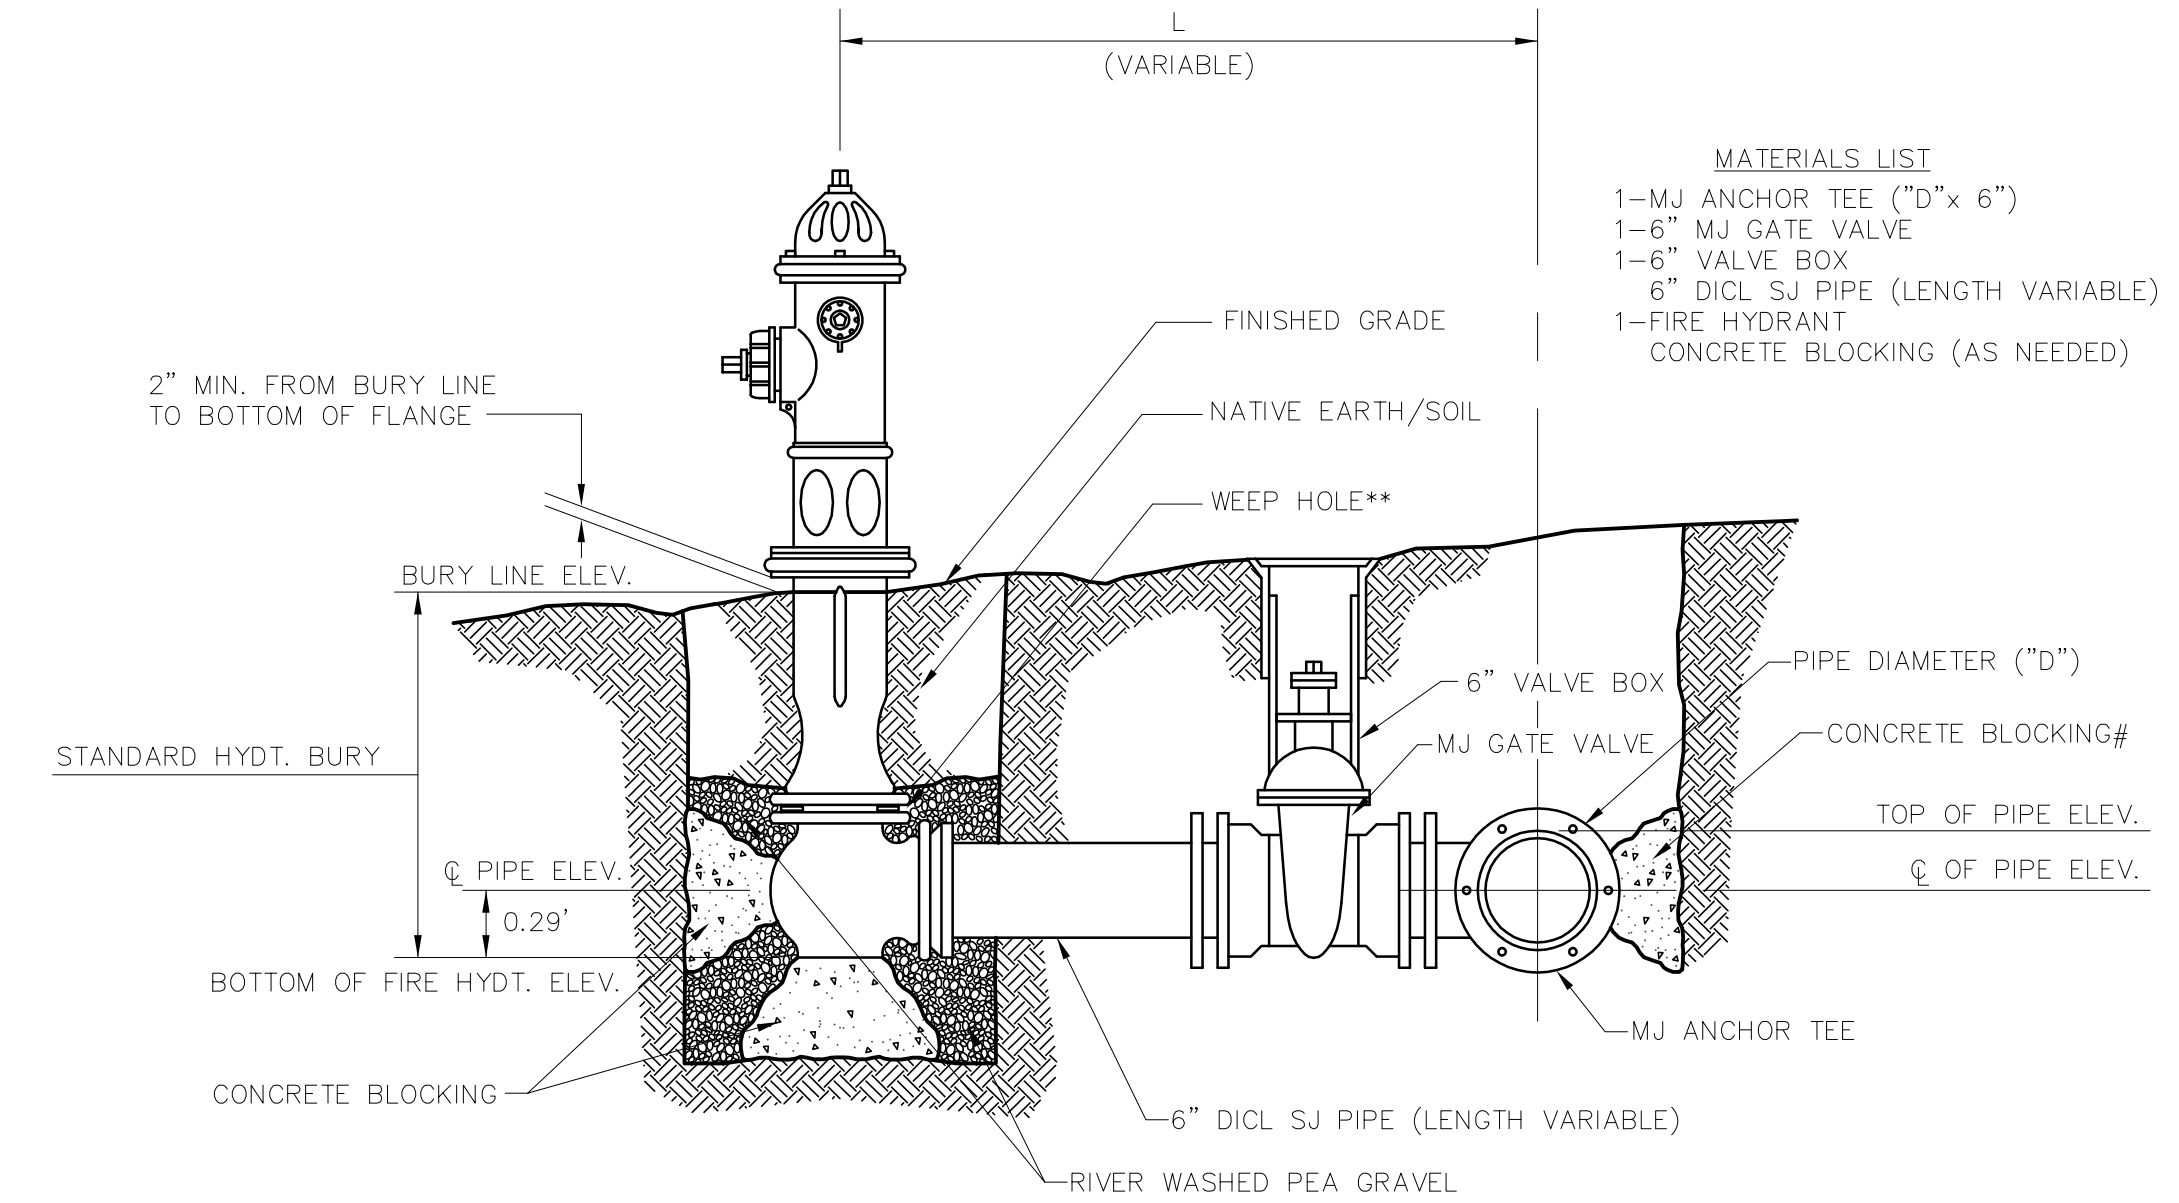 L
(VARIABLE)
MATERIALS LIST
1-MJ ANCHOR TEE ("D"x 6")
1-6" MJ GATE VALVE
1-6" VALVE BOX
6" DICL SJ PIPE (LENGTH VARIABLE)
1-FIRE HYDRANT
CONCRETE BLOCKING (AS NEEDED)
FINISHED GRADE
2" MIN. FROM BURY LINE
TO BOTTOM OF FLANGE
NATIVE EARTH/SOIL
WEEP HOLE**
BURY LINE ELEV.
PIPE DIAMETER ("D")
6" VALVE BOX
CONCRETE BLOCKING#
MJ GATE VALVE
STANDARD HYDT. BURY
TOP OF PIPE ELEV.
℄ PIPE ELEV.
℄ OF PIPE ELEV.
0.29'
BOTTOM OF FIRE HYDT. ELEV.
MJ ANCHOR TEE
CONCRETE BLOCKING
6" DICL SJ PIPE (LENGTH VARIABLE)
RIVER WASHED PEA GRAVEL